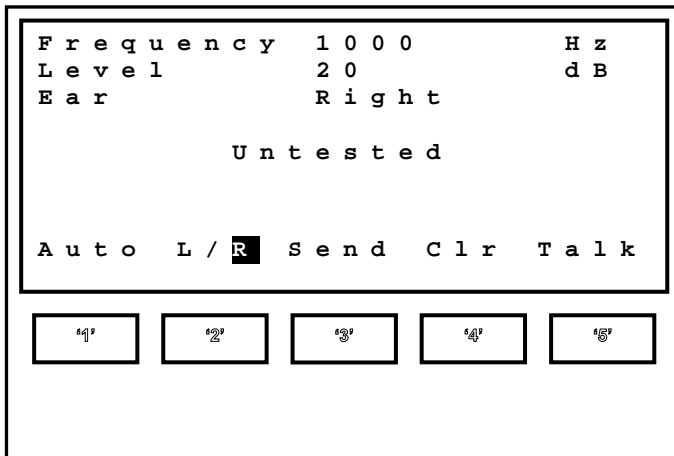 Frequency 1000 Hz
Level 20 dB
Ear Right
Untested
Auto L/R Send Clr Talk
‘1’ ‘2’ ‘3’ ‘4’ ‘5’